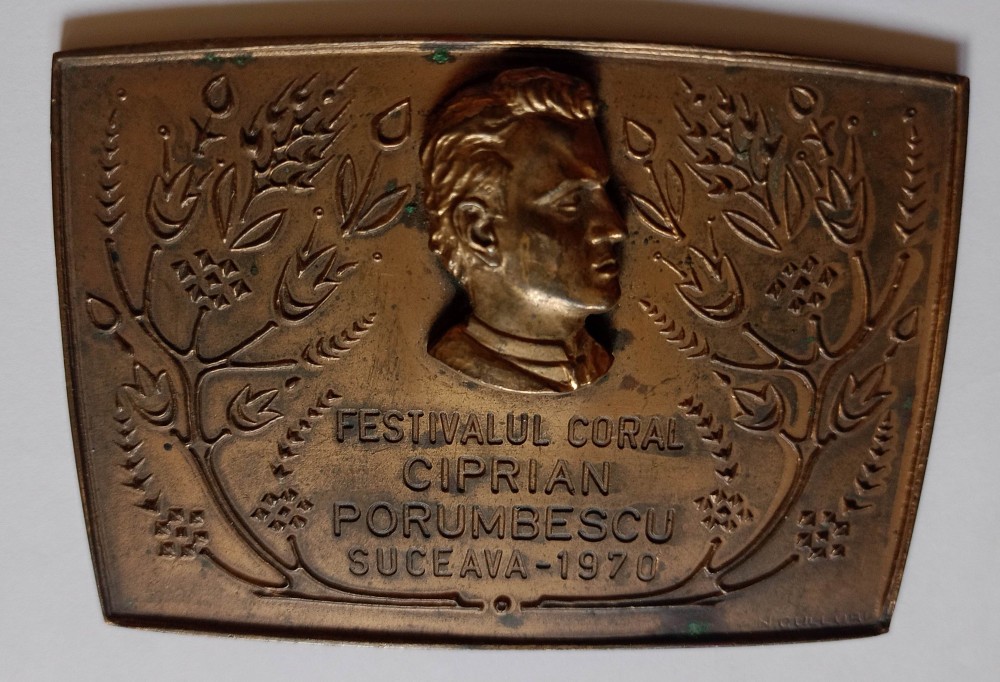 FESTIVALUL CORAL
CIPRIAN
PORUMBESCU
SUCEAVA-1970